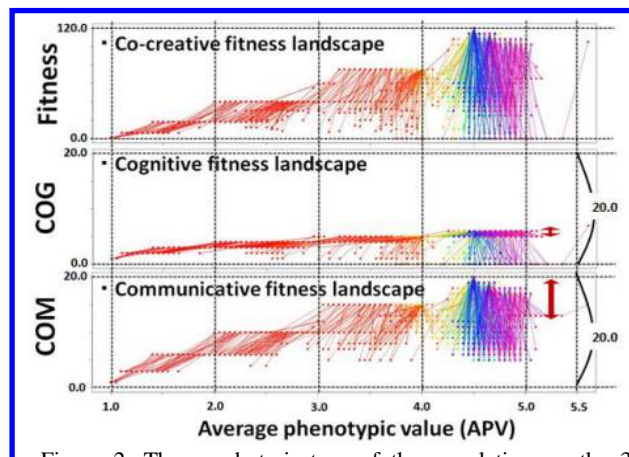 120.0
Co-creative fitness landscape
Fitness
0.0
20.0
Cognitive fitness landscape
COG
20.0
0.0
20.0
Communicative fitness landscape
COM
20.0
0.0
1.0 2.0 3.0 4.0 5.0 5.5
Average phenotypic value (APV)